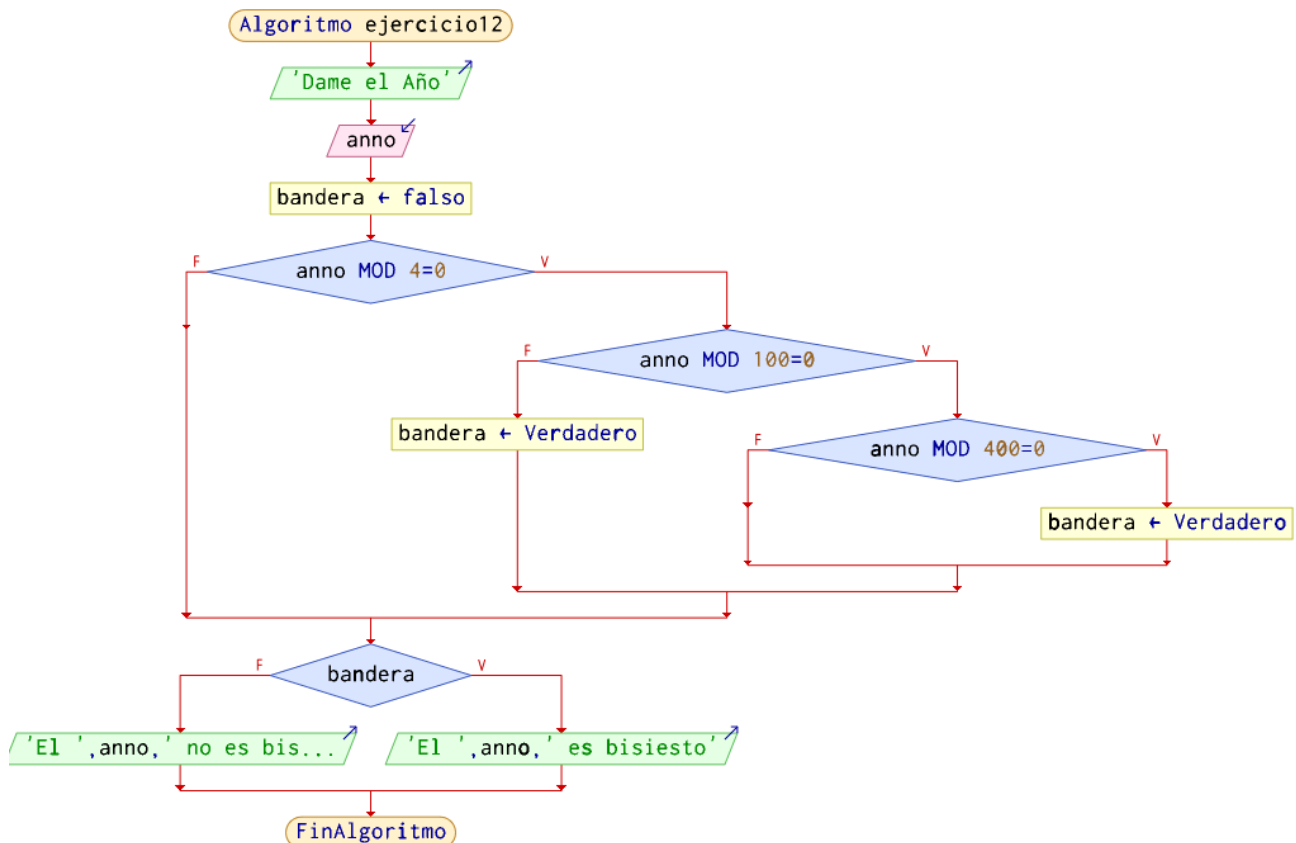 Algoritmo ejercicio12
'Dame el Año'
anno
bandera ← falso
F
anno MOD 4=0
V
F
anno MOD 100=0
V
bandera ← Verdadero
F
anno MOD 400=0
V
bandera ← Verdadero
F
bandera
V
'El ',anno,' no es bis...
'El ',anno,' es bisiesto'
FinAlgoritmo